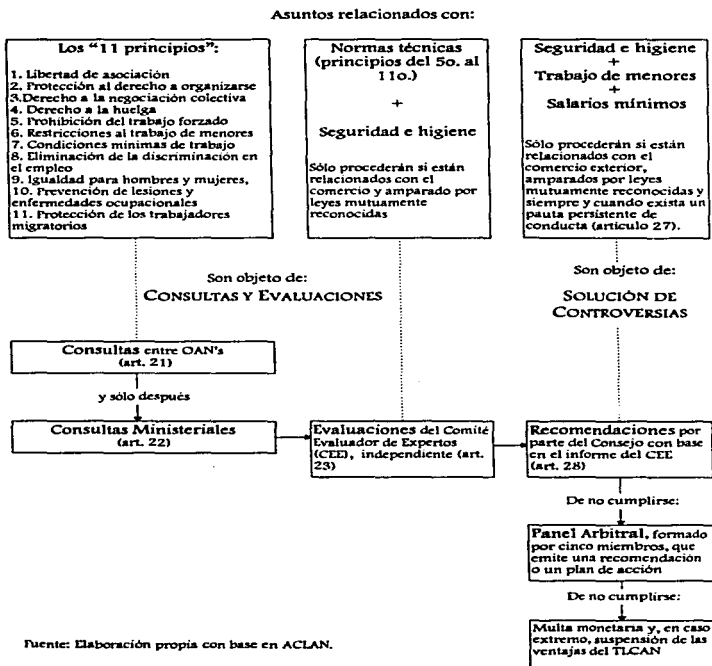 Asuntos relacionados con:
Los "11 principios":
1. Libertad de asociación
2. Protección al derecho a organizarse
3.Derecho a la negociación colectiva
4. Derecho a la huelga
5. Prohibición del trabajo forzado
6. Restricciones al trabajo de menores
7. Condiciones mínimas de trabajo
8. Eliminación de la discriminación en
el empleo
9. Igualdad para hombres y mujeres,
10. Prevención de lesiones y
enfermedades ocupacionales
11. Protección de los trabajadores
migratorios
Normas técnicas
(principios del 5o. al
11o.)
+
Seguridad e higiene
Sólo procederán si están
relacionados con el
comercio y amparado por
leyes mutuamente
reconocidas
Seguridad e higiene
+
Trabajo de menores
+
Salarios mínimos
Sólo procederán si están
relacionados con el
comercio exterior,
amparados por leyes
mutuamente reconocidas y
siempre y cuando exista un
pauta persistente de
conducta (artículo 27).
Son objeto de:
CONSULTAS Y EVALUACIONES
Son objeto de:
SOLUCIÓN DE
CONTROVERSIAS
Consultas entre OAN's
(art. 21)
y sólo después
Consultas Ministeriales
(art. 22)
Evaluaciones del Comité
Evaluador de Expertos
(CEE), independiente (art.
23)
Recomendaciones por
parte del Consejo con base
en el informe del CEE
(art. 28)
De no cumplirse:
Panel Arbitral, formado
por cinco miembros, que
emite una recomendación
o un plan de acción
De no cumplirse:
Multa monetaria y, en caso
extremo, suspensión de las
ventajas del TLCAN
Fuente: Elaboración propia con base en ACLAN.